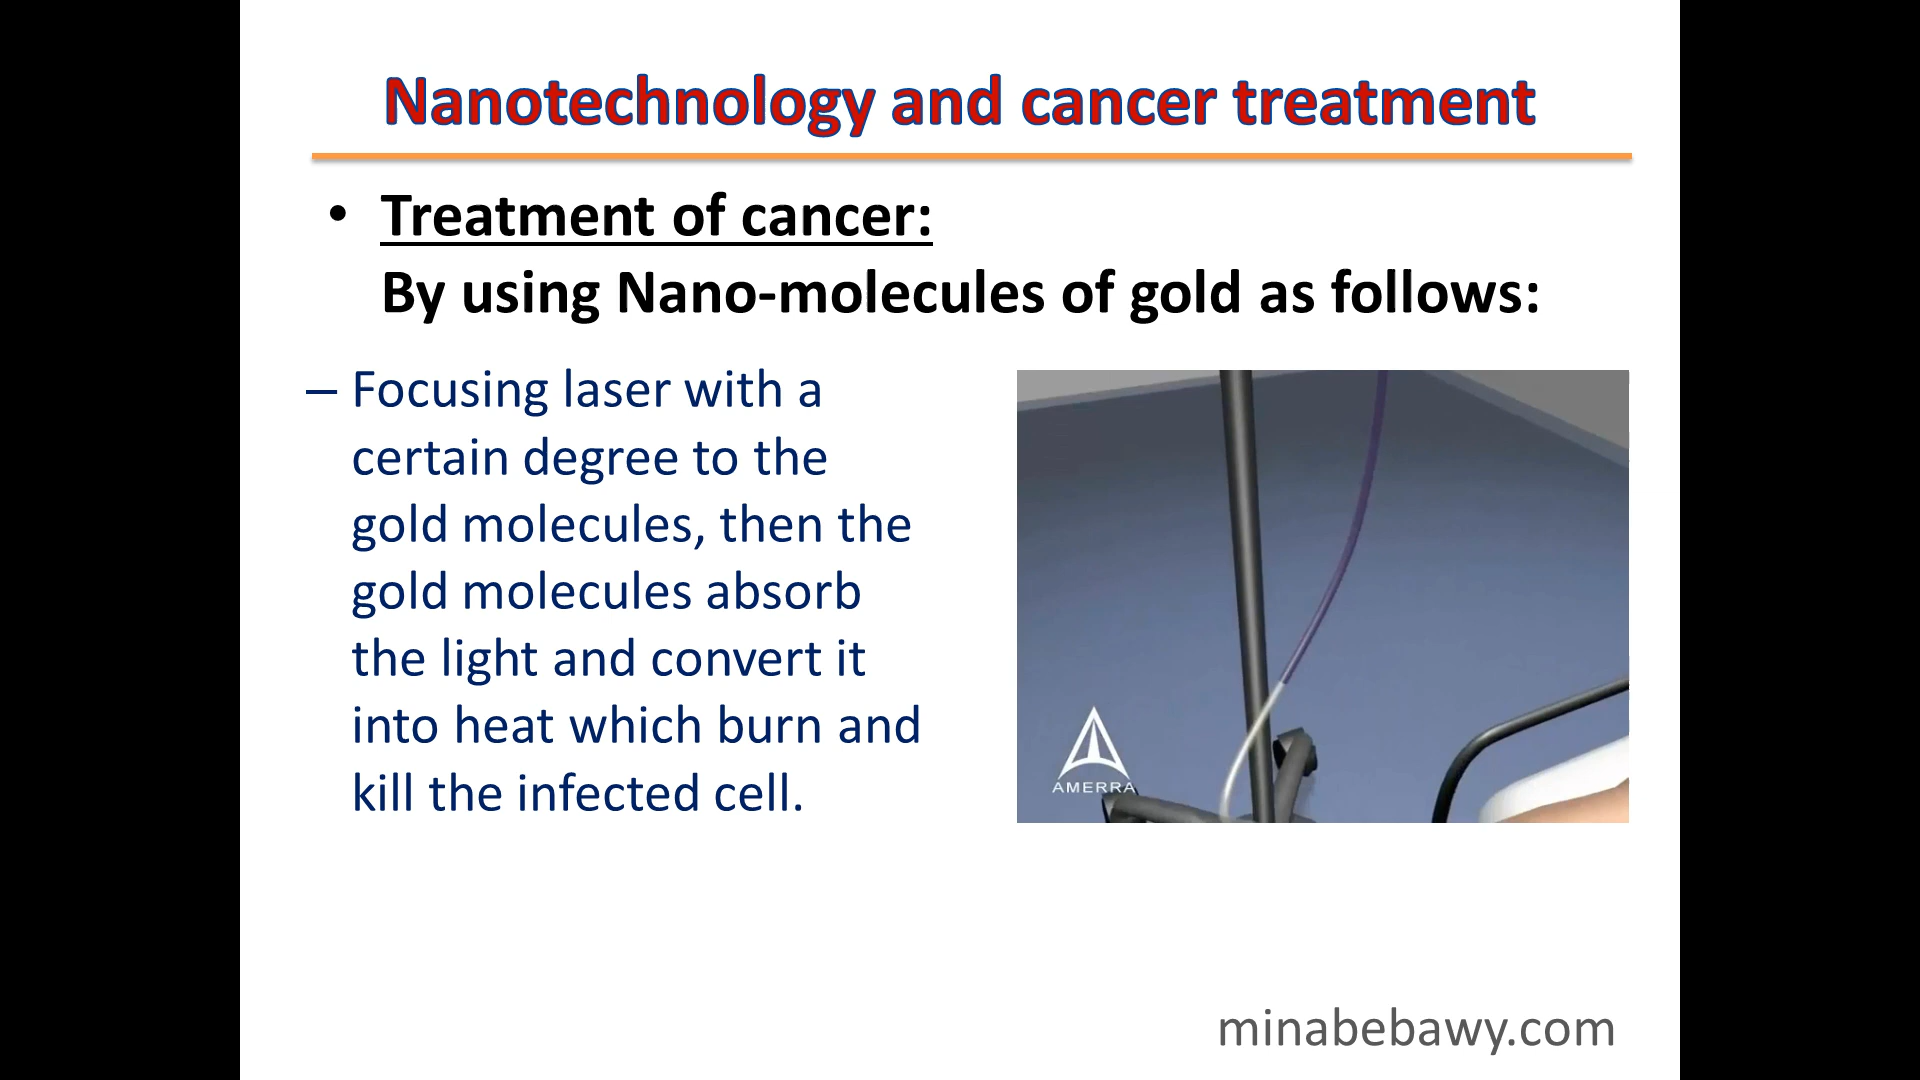 Nanotechnology and cancer treatment
• Treatment of cancer:
By using Nano-molecules of gold as follows:
– Focusing laser with a
certain degree to the
gold molecules, then the
gold molecules absorb
the light and convert it
into heat which burn and
kill the infected cell.
AMERRA
minabebawy.com